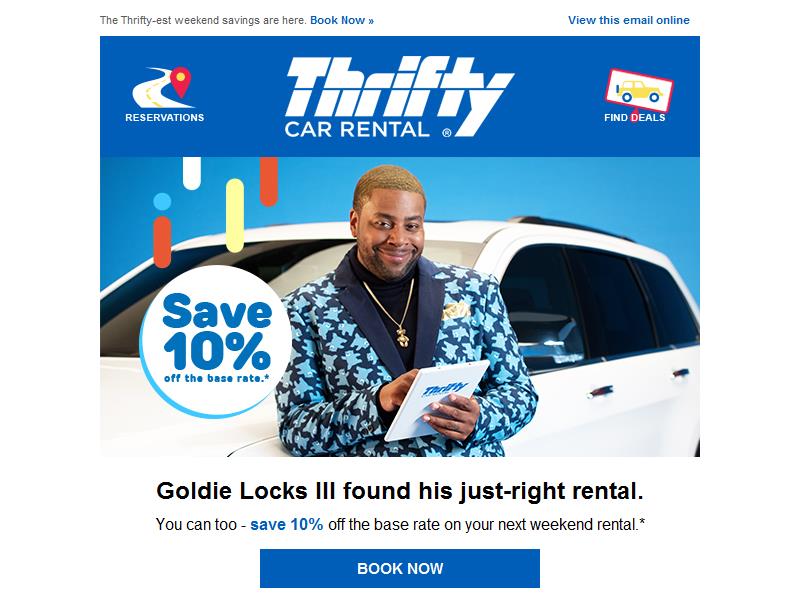 The Thrifty-est weekend savings are here. Book Now »
View this email online
RESERVATIONS
Thrifty
CAR RENTAL ®
FIND DEALS
Save
10%
off the base rate.*
Thrifty
Goldie Locks III found his just-right rental.
You can too - save 10% off the base rate on your next weekend rental.*
BOOK NOW